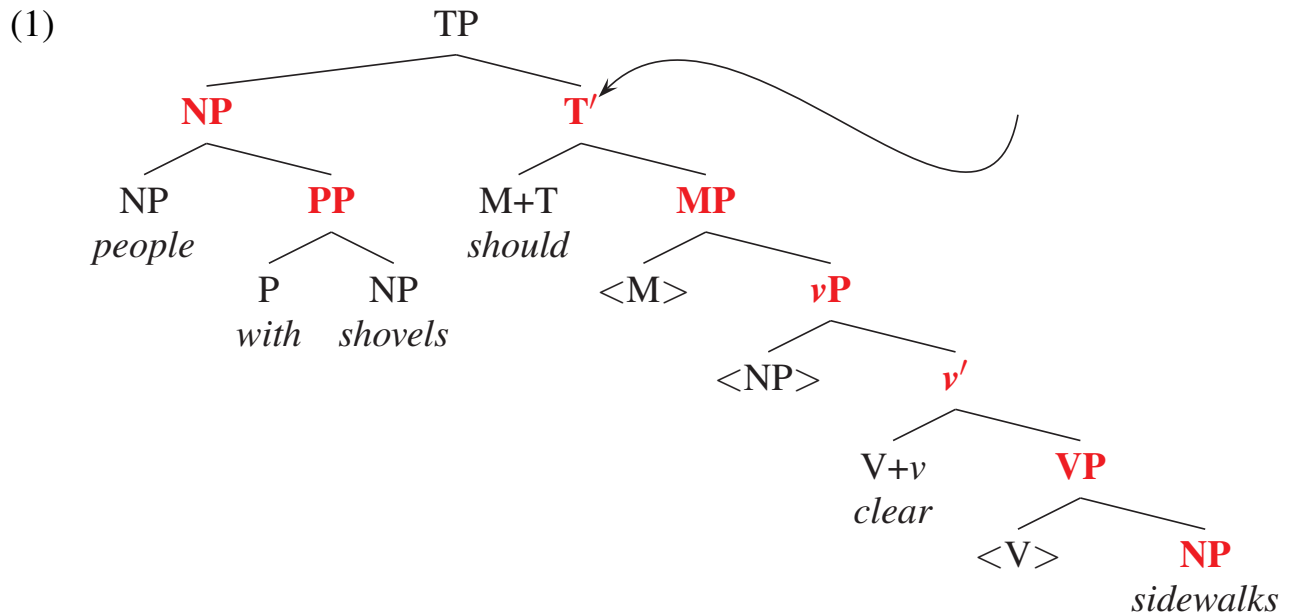 (1) TP
NP T′
NP PP M+T MP
people should
P NP <M> vP
with shovels
<NP> v′
V+v VP
clear
<V> NP
sidewalks